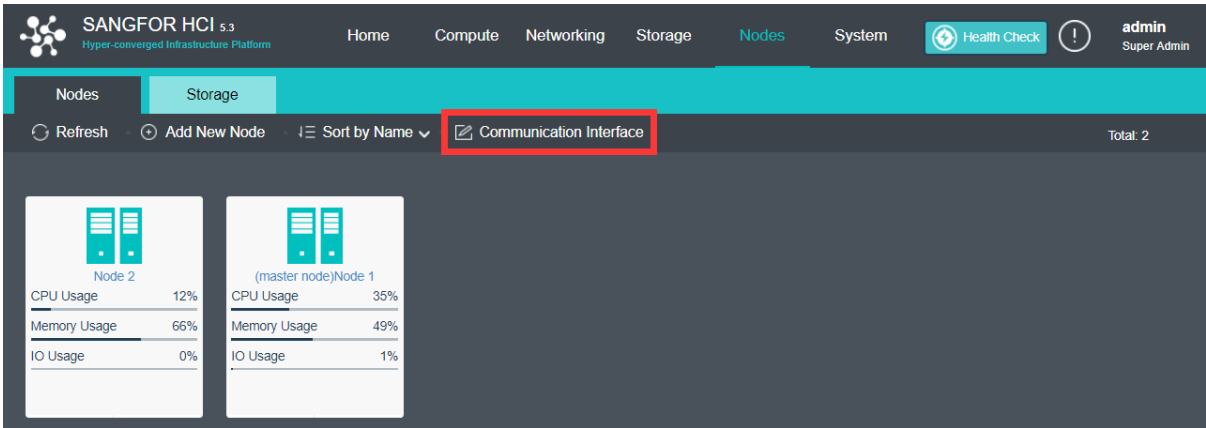 SANGFOR HCI 5.3
Hyper-converged Infrastructure Platform
Home Compute Networking Storage Nodes System Health Check admin
Super Admin
Nodes Storage
Refresh Add New Node Sort by Name Communication Interface Total: 2
Node 2 (master node)Node 1
CPU Usage 12% CPU Usage 35%
Memory Usage 66% Memory Usage 49%
IO Usage 0% IO Usage 1%